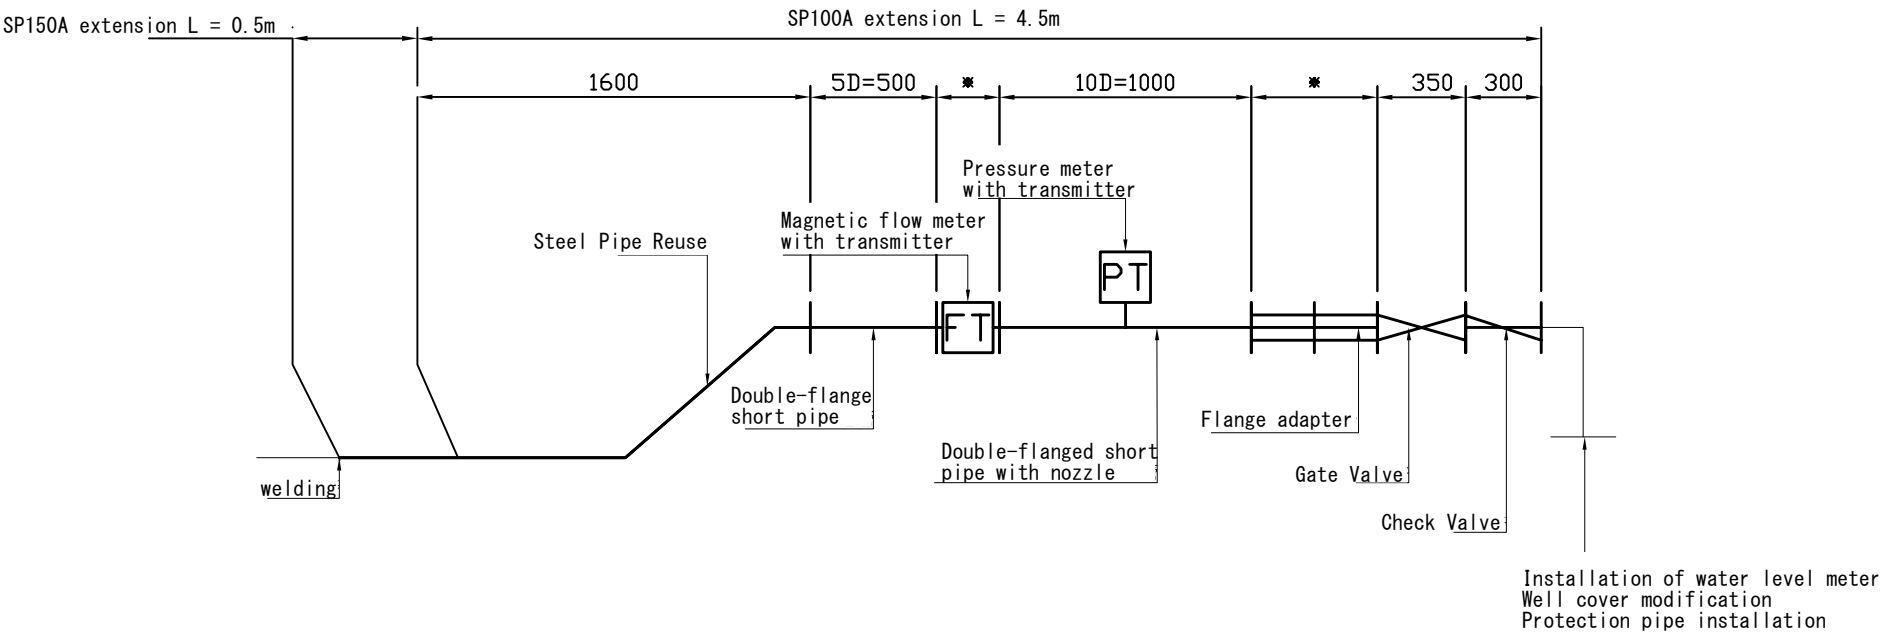 SP150A extension L = 0.5m
SP100A extension L = 4.5m
1600
5D=500
※
10D=1000
※
350
300
Pressure meter
with transmitter
Magnetic flow meter
with transmitter
Steel Pipe Reuse
PT
FT
Double-flange
short pipe
Flange adapter
Double-flanged short
pipe with nozzle
Gate Valve
welding
Check Valve
Installation of water level meter
Well cover modification
Protection pipe installation